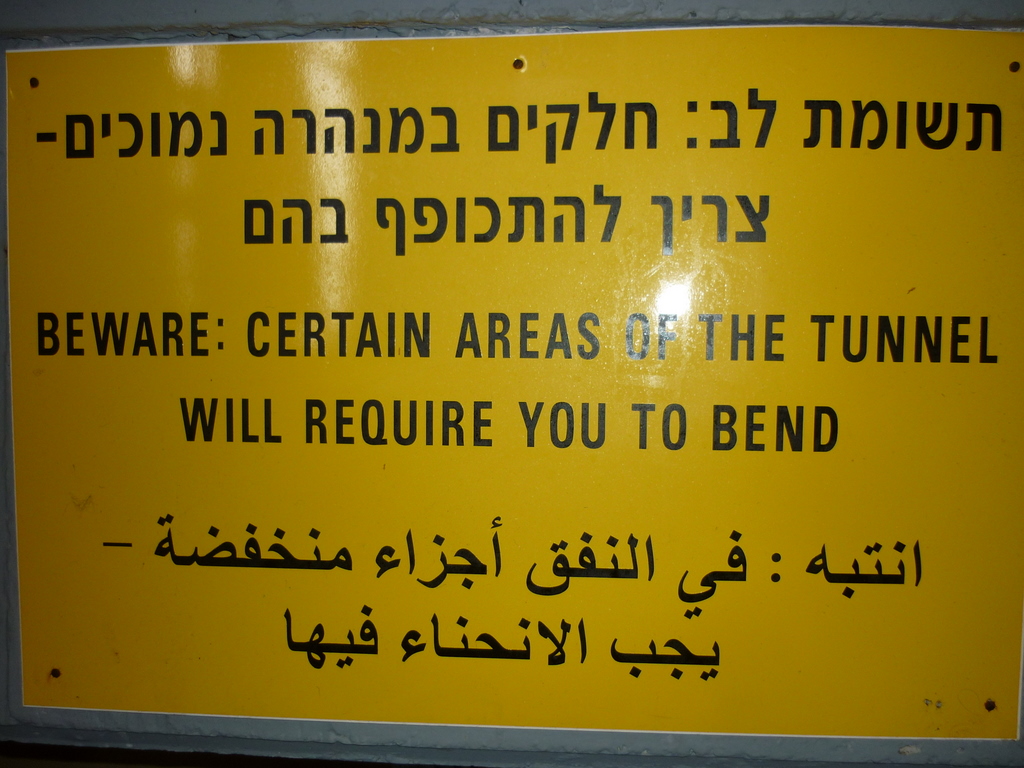 תשומת לב: חלקים במנהרה נמוכים-
צריך להתכופף בהם
BEWARE: CERTAIN AREAS OF THE TUNNEL
WILL REQUIRE YOU TO BEND
انتبه : في النفق أجزاء منخفضة -
يجب الانحناء فيها